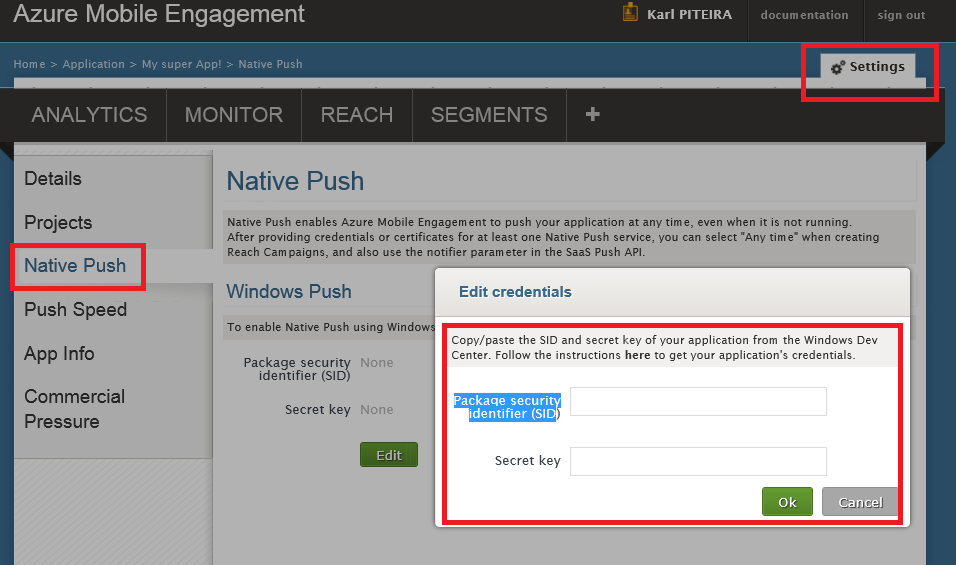 Azure Mobile Engagement
Karl PITEIRA
documentation
sign out
Home > Application > My super App! > Native Push
Settings
ANALYTICS
MONITOR
REACH
SEGMENTS
+
Details
Projects
Native Push
Push Speed
App Info
Commercial
Pressure
Native Push
Native Push enables Azure Mobile Engagement to push your application at any time, even when it is not running.
After providing credentials or certificates for at least one Native Push service, you can select "Any time" when creating
Reach Campaigns, and also use the notifier parameter in the SaaS Push API.
Windows Push
To enable Native Push using Windows
Package security
identifier (SID)
None
Secret key
None
Edit
Edit credentials
Copy/paste the SID and secret key of your application from the Windows Dev
Center. Follow the instructions here to get your application's credentials.
Package security
identifier (SID)
Secret key
Ok
Cancel